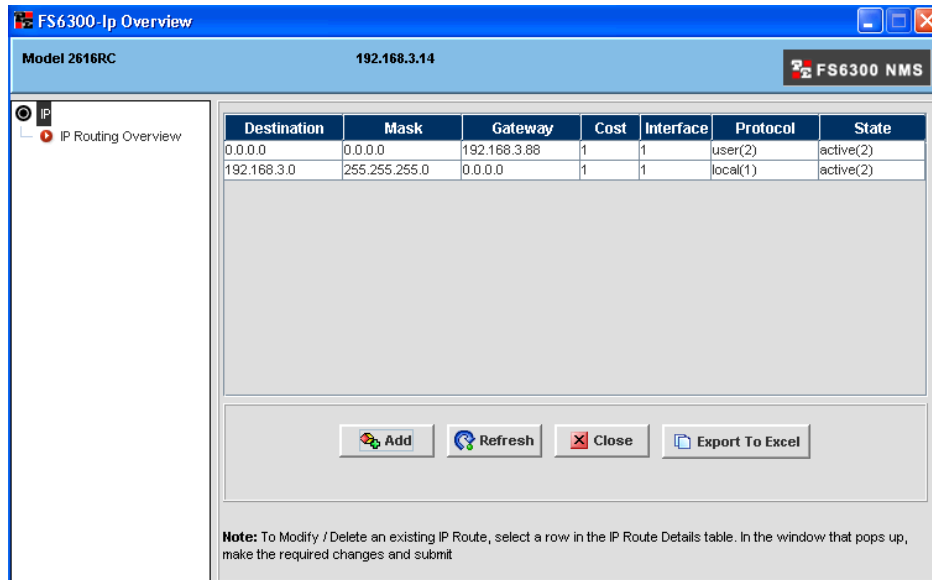 FS6300-Ip Overview
Model 2616RC 192.168.3.14
FS6300 NMS
IP
IP Routing Overview
Destination Mask Gateway Cost Interface Protocol State
0.0.0.0 0.0.0.0 192.168.3.88 1 1 user(2) active(2)
192.168.3.0 255.255.255.0 0.0.0.0 1 1 local(1) active(2)
Add Refresh Close Export To Excel
Note: To Modify / Delete an existing IP Route, select a row in the IP Route Details table. In the window that pops up,
make the required changes and submit